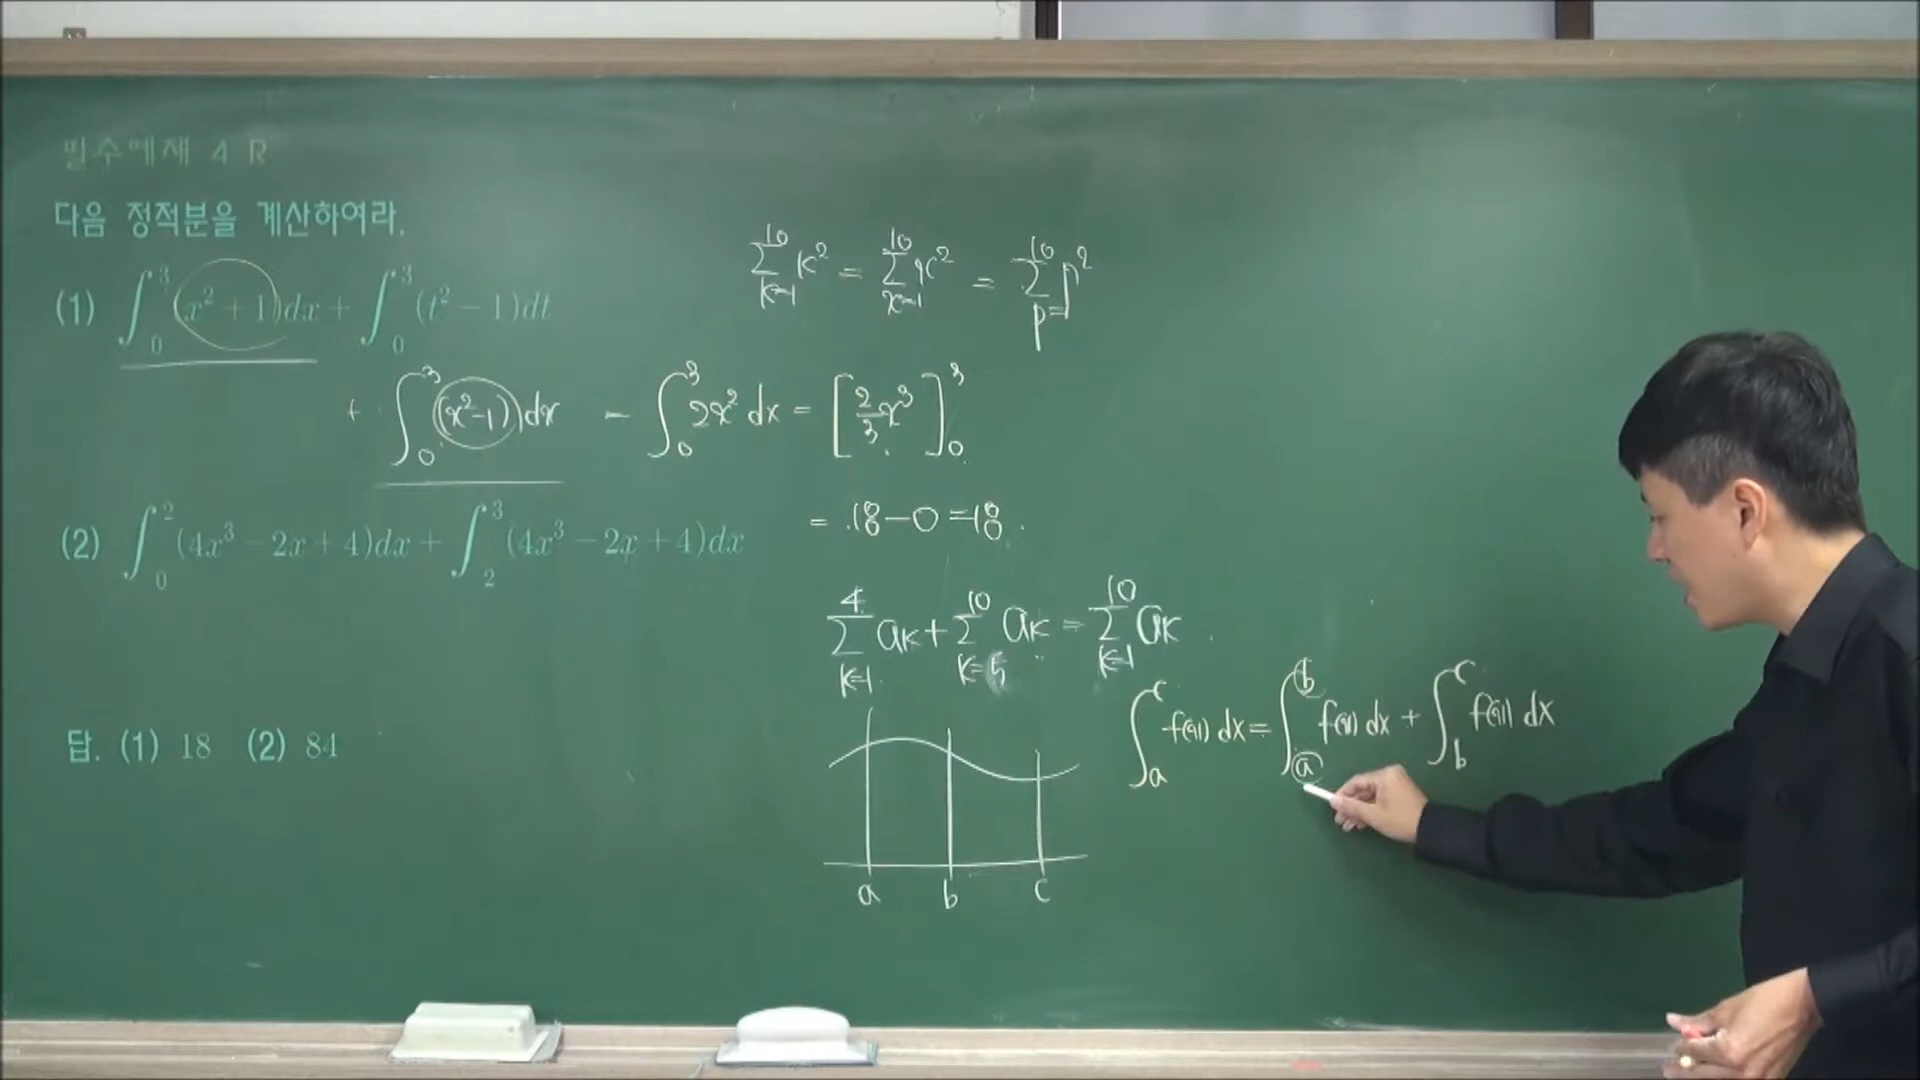 필수예제 4 R
다음 정적분을 계산하여라.
(1) ∫₀³ (x² + 1)dx + ∫₀³ (t² − 1)dt
+ ∫₀³ (x²−1)dx = ∫₀³ 2x² dx = [2/3 x³]₀³
= 18 − 0 = 18.
(2) ∫₀² (4x³ − 2x + 4)dx + ∫₂³ (4x³ − 2x + 4)dx
답. (1) 18 (2) 84
10 Σ k=1 k² = 10 Σ x=1 x² = 10 Σ p=1 p²
4 Σ k=1 ak + 10 Σ k=5 ak = 10 Σ k=1 ak
∫ₐᶜ f(x) dx = ∫ₐᵇ f(x) dx + ∫ᵇᶜ f(x) dx
a b c